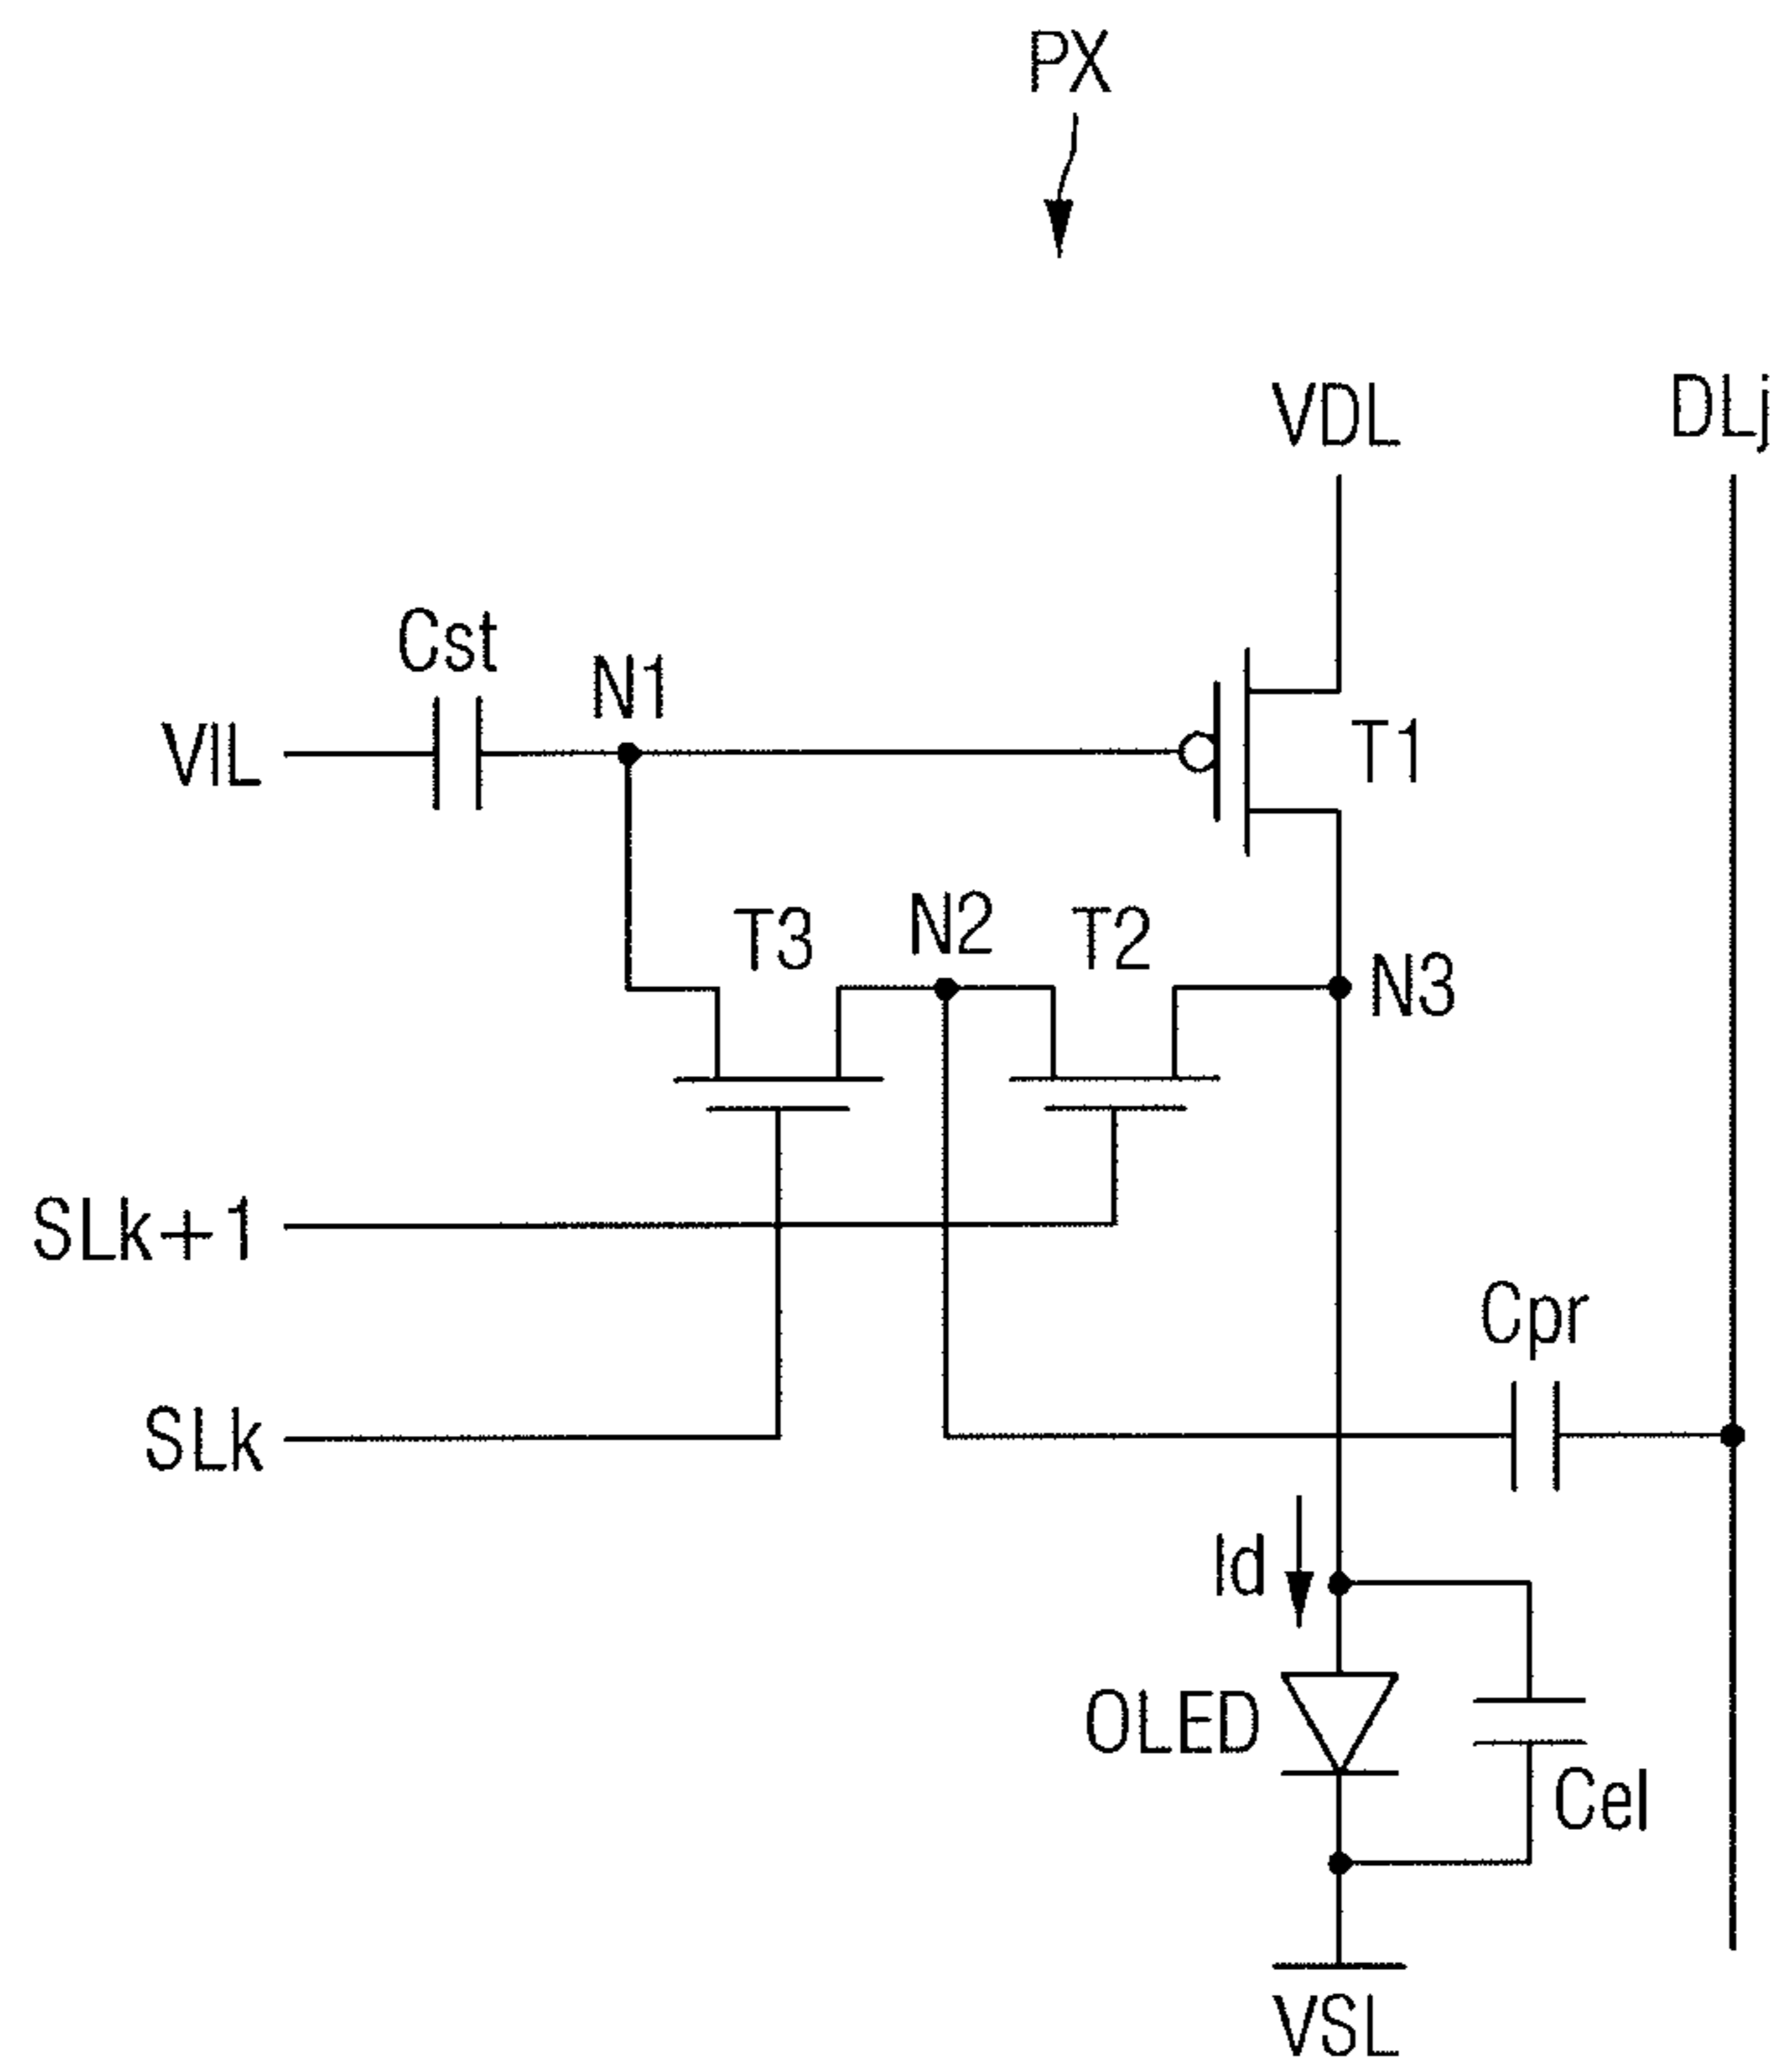 PX
VDL
DLj
Cst
N1
VIL
T1
T3
N2
T2
N3
SLk+1
Cpr
SLk
Id
OLED
Cel
VSL